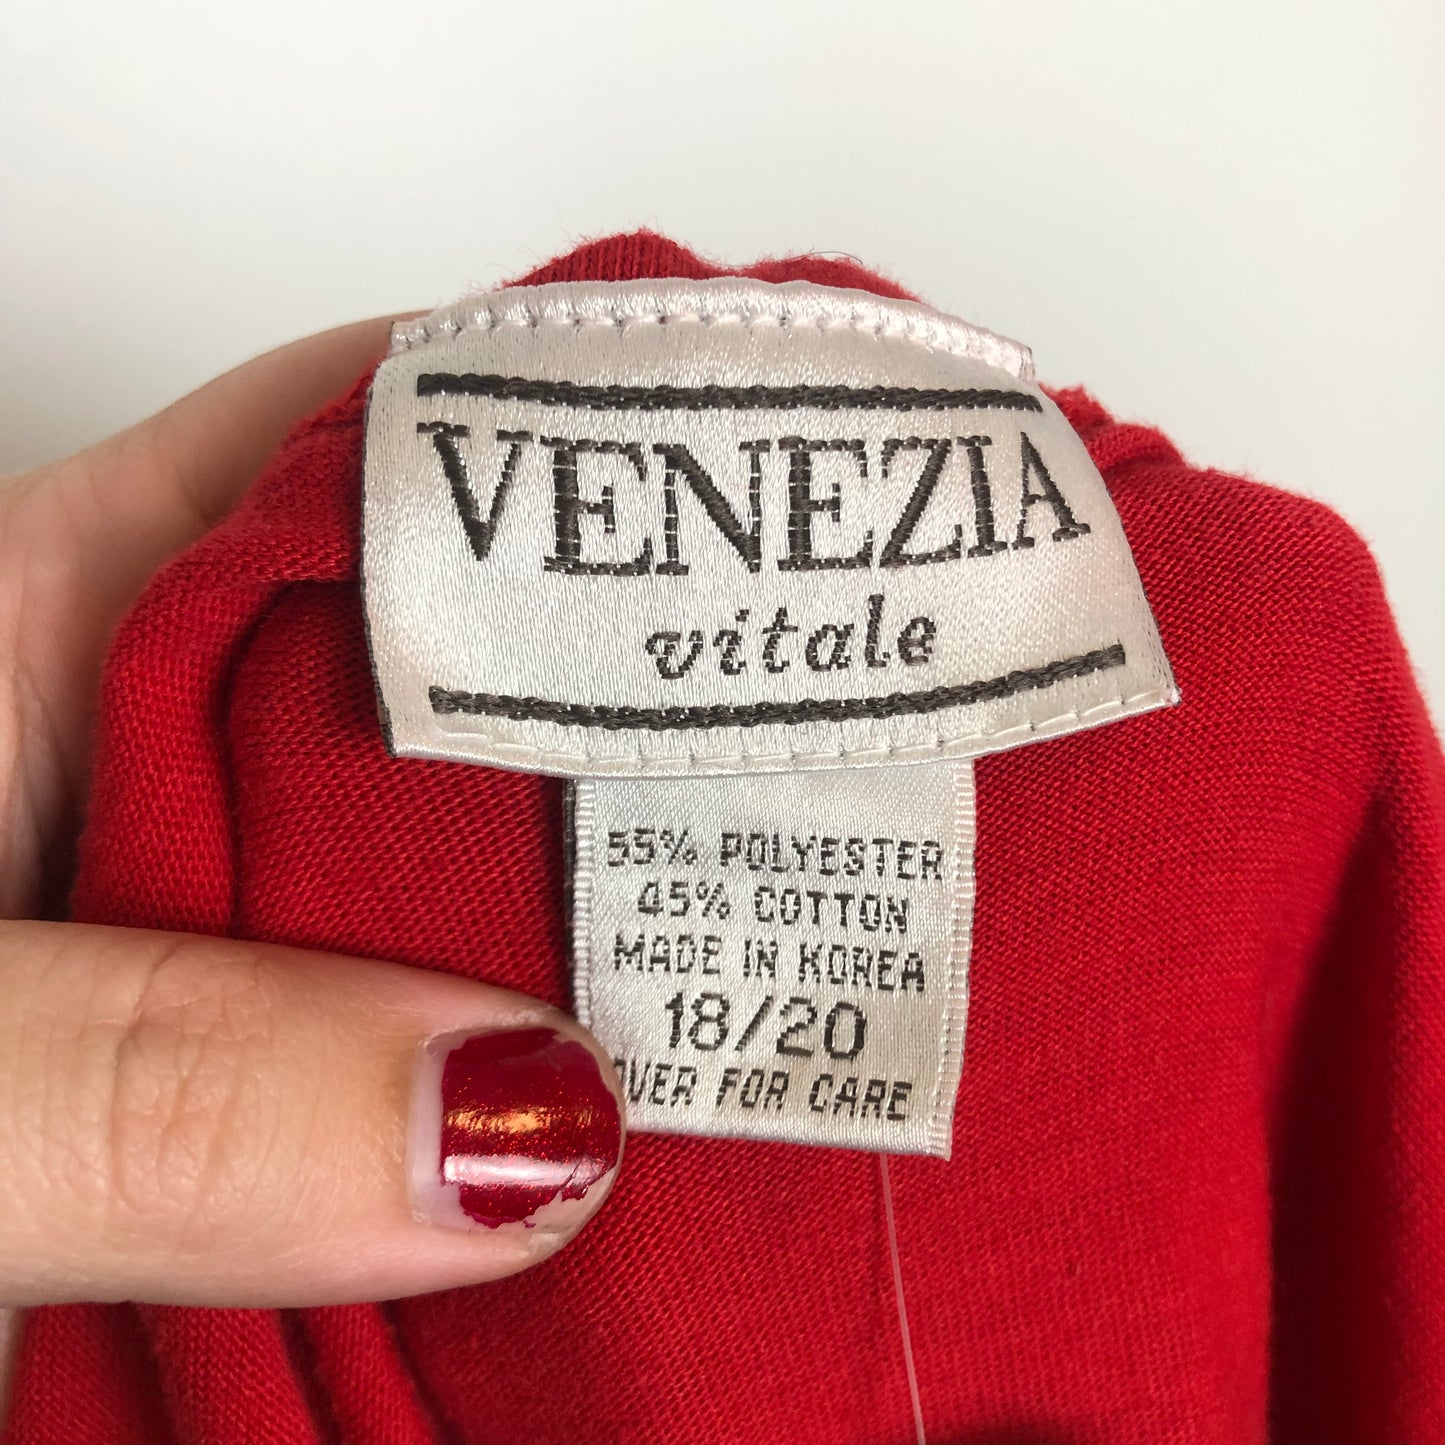 VENEZIA
vitale
55% POLYESTER
45% COTTON
MADE IN KOREA
18/20
OVER FOR CARE